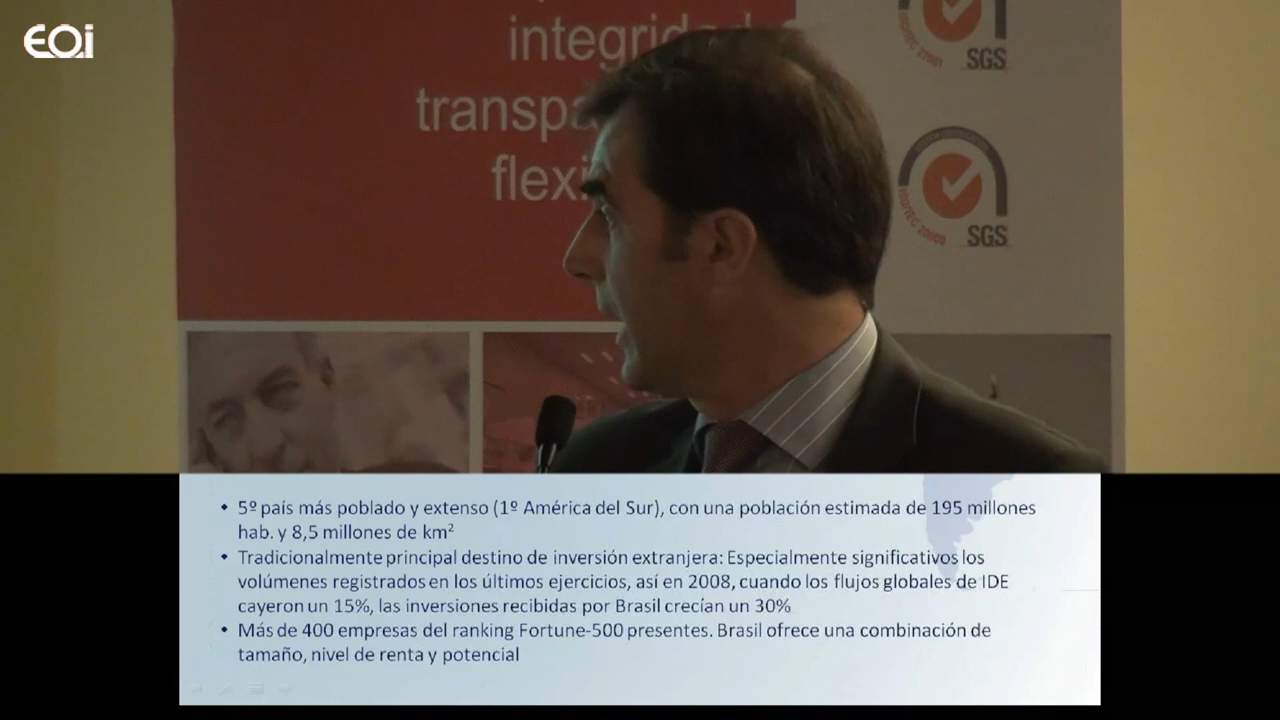 EOi
integridad
transpa
flexi
SGS
ISO/IEC 20000
SGS
• 5º país más poblado y extenso (1º América del Sur), con una población estimada de 195 millones
hab. y 8,5 millones de km²
• Tradicionalmente principal destino de inversión extranjera: Especialmente significativos los
volúmenes registrados en los últimos ejercicios, así en 2008, cuando los flujos globales de IDE
cayeron un 15%, las inversiones recibidas por Brasil crecían un 30%
• Más de 400 empresas del ranking Fortune-500 presentes. Brasil ofrece una combinación de
tamaño, nivel de renta y potencial